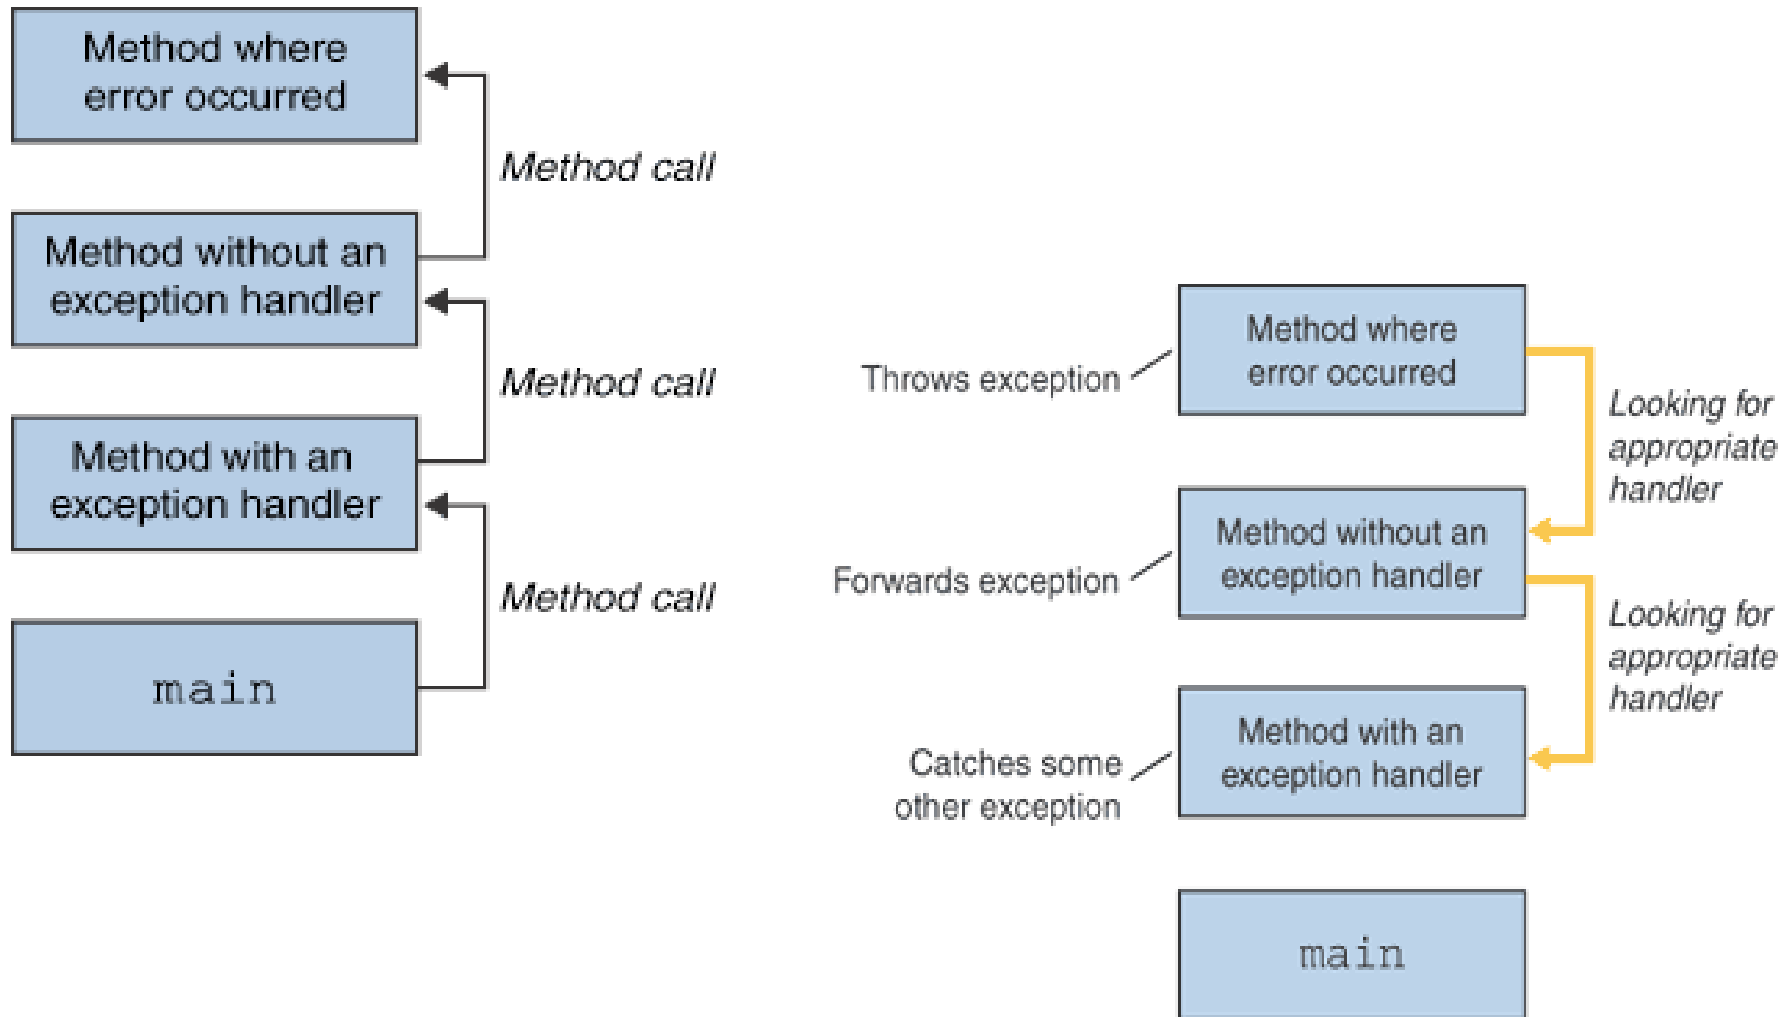 Method where
error occurred
Method call
Method without an
exception handler
Method call
Method with an
exception handler
Method call
main
Method where
error occurred
Throws exception
Looking for
appropriate
handler
Method without an
exception handler
Forwards exception
Looking for
appropriate
handler
Method with an
exception handler
Catches some
other exception
main